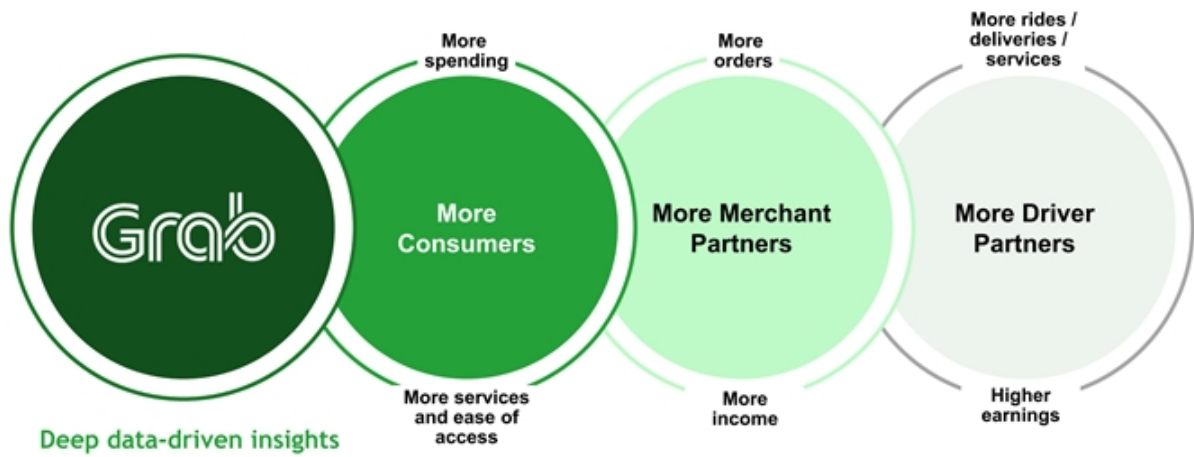 Grab
Deep data-driven insights
More
spending
More
Consumers
More services
and ease of
access
More
orders
More Merchant
Partners
More
income
More rides /
deliveries /
services
More Driver
Partners
Higher
earnings